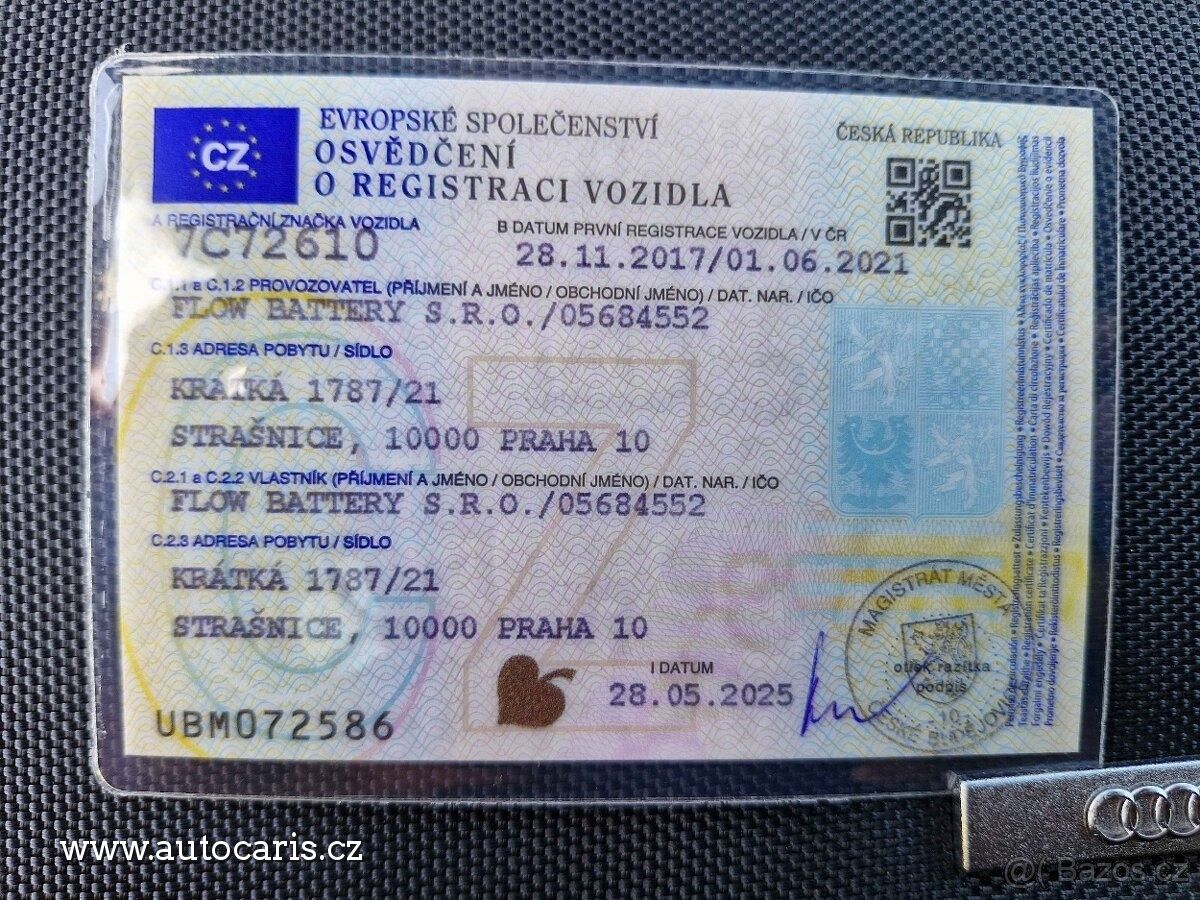 EVROPSKÉ SPOLEČENSTVÍ
OSVĚDČENÍ
O REGISTRACI VOZIDLA
CZ
ČESKÁ REPUBLIKA
A REGISTRAČNÍ ZNAČKA VOZIDLA
7C72610
B DATUM PRVNÍ REGISTRACE VOZIDLA / V ČR
28.11.2017/01.06.2021
C.1.1 a C.1.2 PROVOZOVATEL (PŘÍJMENÍ A JMÉNO / OBCHODNÍ JMÉNO) / DAT. NAR. / IČO
FLOW BATTERY S.R.O./05684552
C.1.3 ADRESA POBYTU / SÍDLO
KRÁTKÁ 1787/21
STRAŠNICE, 10000 PRAHA 10
C.2.1 a C.2.2 VLASTNÍK (PŘÍJMENÍ A JMÉNO / OBCHODNÍ JMÉNO) / DAT. NAR. / IČO
FLOW BATTERY S.R.O./05684552
C.2.3 ADRESA POBYTU / SÍDLO
KRÁTKÁ 1787/21
STRAŠNICE, 10000 PRAHA 10
I DATUM
28.05.2025
MAGISTRÁT MĚSTA
otisk razítka
podpis
10
ČESKÉ BUDĚJOVICE
UBM072586
www.autocaris.cz
Bazos.cz